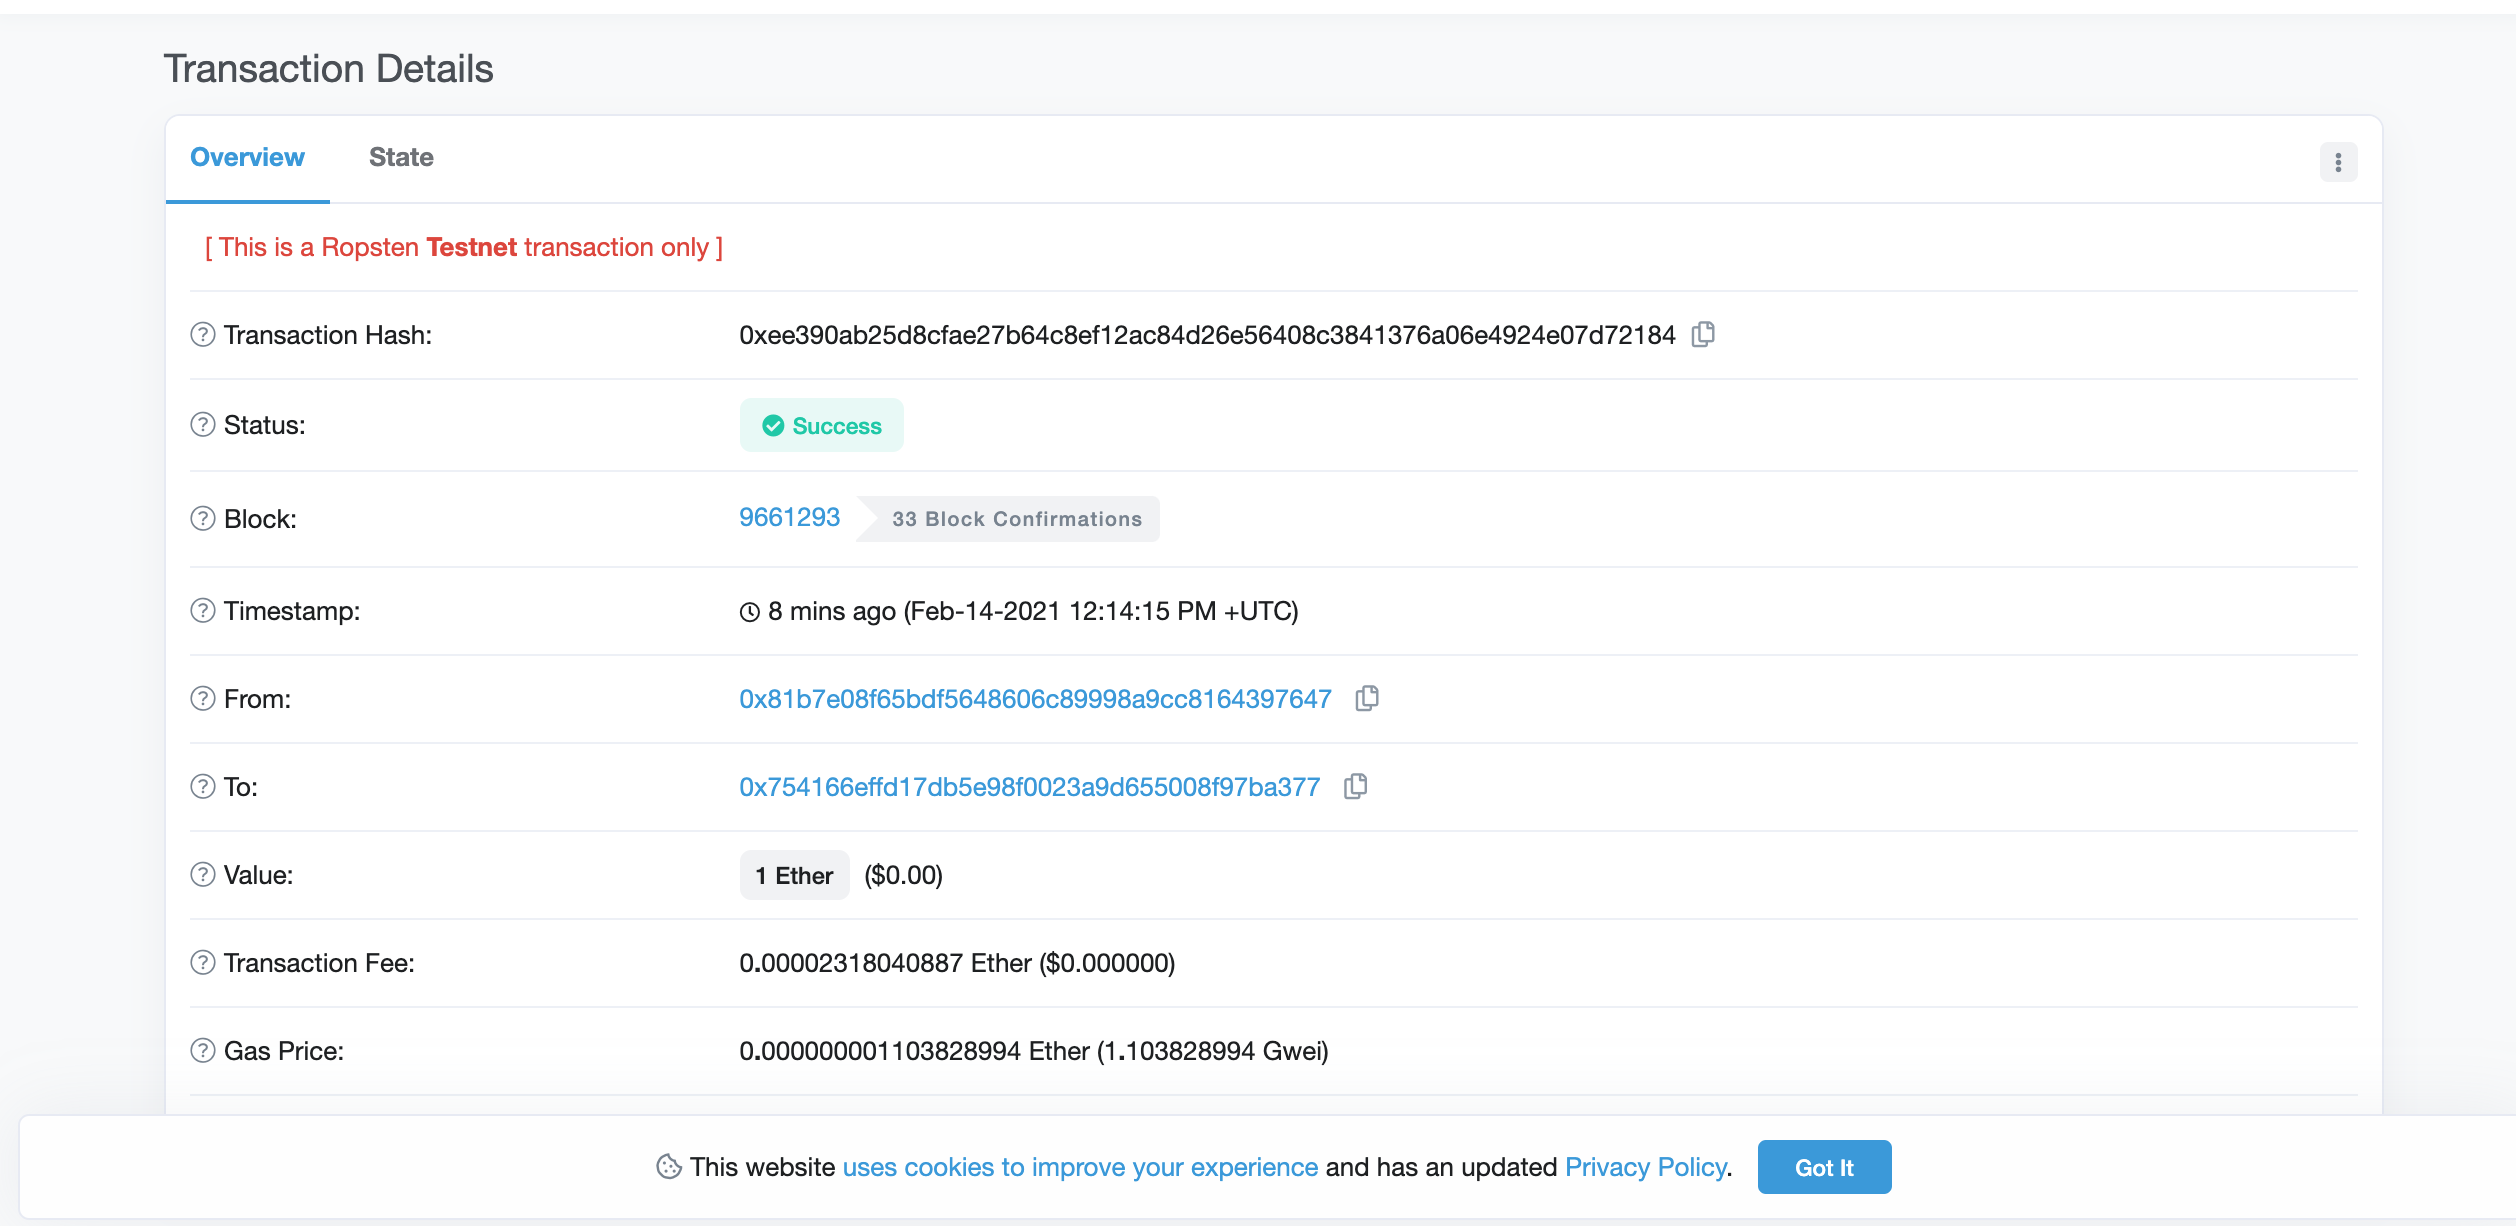 Transaction Details
Overview State
[ This is a Ropsten Testnet transaction only ]
Transaction Hash: 0xee390ab25d8cfae27b64c8ef12ac84d26e56408c3841376a06e4924e07d72184
Status: Success
Block: 9661293 33 Block Confirmations
Timestamp: 8 mins ago (Feb-14-2021 12:14:15 PM +UTC)
From: 0x81b7e08f65bdf5648606c89998a9cc8164397647
To: 0x754166effd17db5e98f0023a9d655008f97ba377
Value: 1 Ether ($0.00)
Transaction Fee: 0.00002318040887 Ether ($0.000000)
Gas Price: 0.000000001103828994 Ether (1.103828994 Gwei)
This website uses cookies to improve your experience and has an updated Privacy Policy. Got It